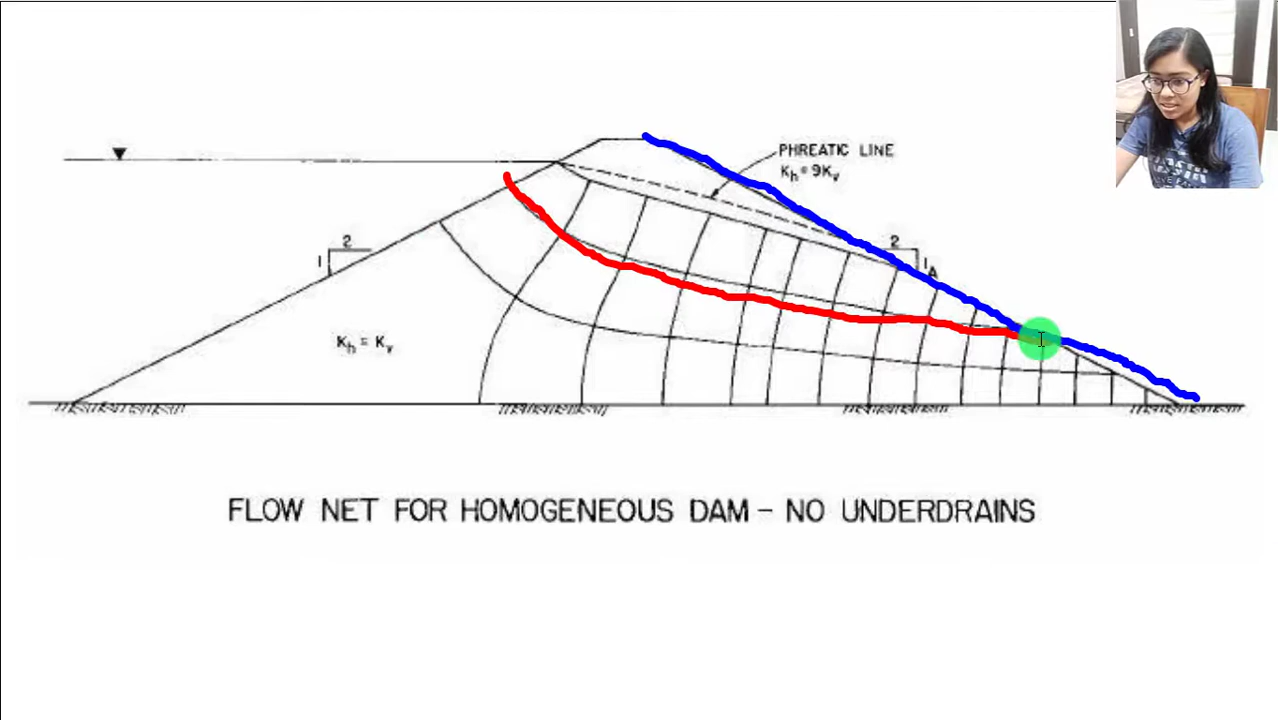 PHREATIC LINE
Kh = 9Kv
2
1
2
1
A
Kh = Kv
FLOW NET FOR HOMOGENEOUS DAM – NO UNDERDRAINS